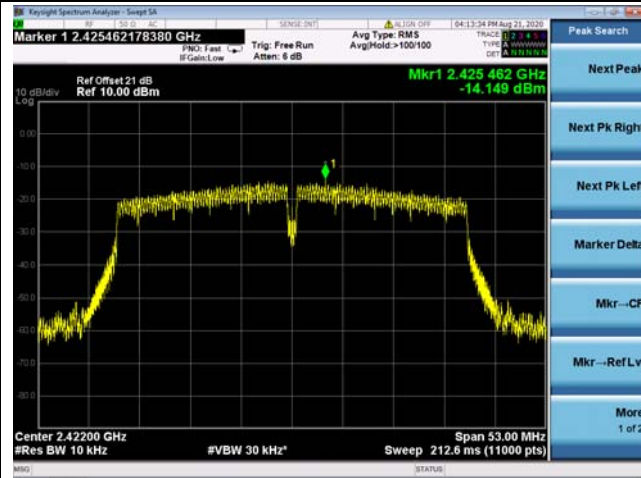 Keysight Spectrum Analyzer - Swept SA
RF 50 Ω AC SENSE:INT ALIGN OFF 04:13:34 PM Aug 21, 2020
Marker 1 2.425462178380 GHz
PNO: Fast
IFGain:Low
Trig: Free Run
Atten: 6 dB
Avg Type: RMS
Avg|Hold:>100/100
TRACE 1 2 3 4 5 6
TYPE A WWWWW
DET A N N N N N
Ref Offset 21 dB
Ref 10.00 dBm
10 dB/div
Log
Mkr1 2.425 462 GHz
-14.149 dBm
0.00
-10.0
-20.0
-30.0
-40.0
-50.0
-60.0
-70.0
-80.0
1
Center 2.42200 GHz
#Res BW 10 kHz
#VBW 30 kHz*
Span 53.00 MHz
Sweep 212.6 ms (11000 pts)
MSG
STATUS
Peak Search
Next Peak
Next Pk Right
Next Pk Left
Marker Delta
Mkr→CF
Mkr→Ref Lv
More
1 of 2